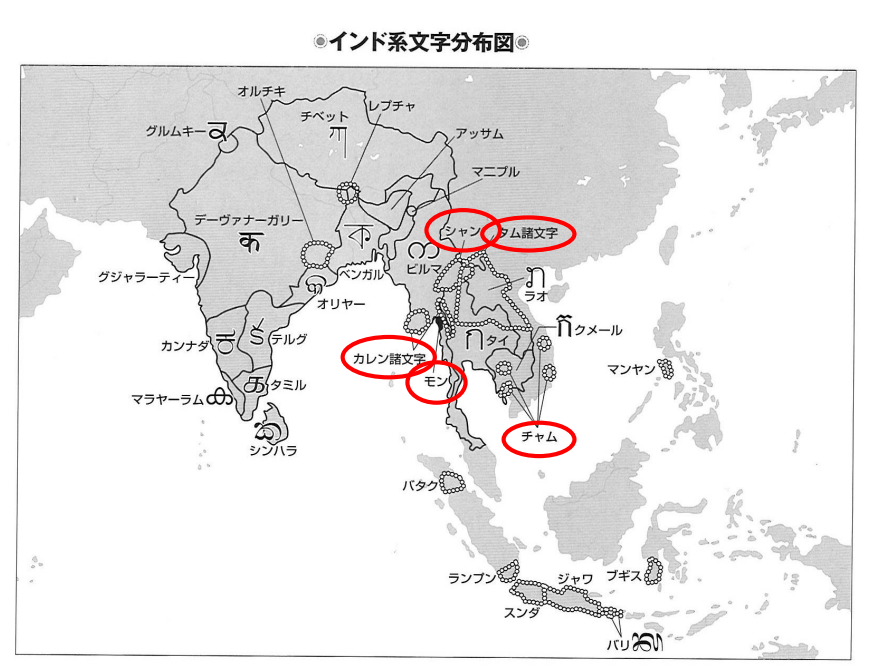 インド系文字分布図
オルチキ
レプチャ
チベット
ཀ
グルムキー
ਕ
アッサム
マニプル
デーヴァナーガリー
क
シャン
タム諸文字
ক
က
ビルマ
グジャラーティー
ベンガル
ລາオ
オリヤー
カンナダ
テルグ
クメール
ก
タイ
カレン諸文字
モン
マンヤン
マラヤーラム
ക
த
タミル
チャム
シンハラ
バタク
ランプン
ジャワ
ブギス
スンダ
バリ